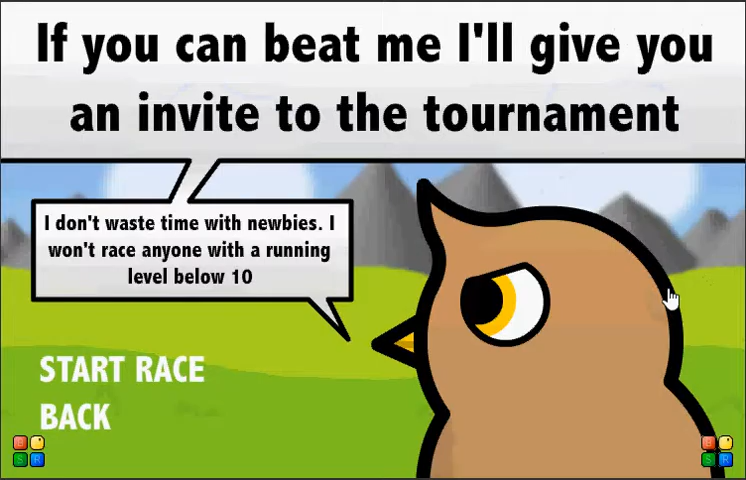 If you can beat me I'll give you
an invite to the tournament
I don't waste time with newbies. I
won't race anyone with a running
level below 10
START RACE
BACK